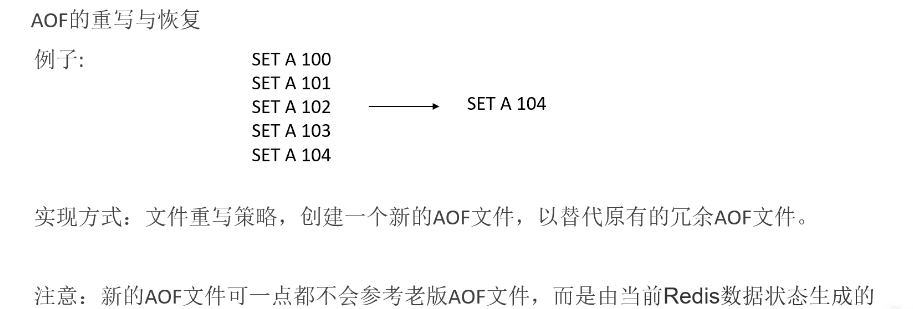 AOF的重写与恢复
例子:
SET A 100
SET A 101
SET A 102
SET A 103
SET A 104
SET A 104
实现方式：文件重写策略，创建一个新的AOF文件，以替代原有的冗余AOF文件。
注意：新的AOF文件可一点都不会参考老版AOF文件，而是由当前Redis数据状态生成的